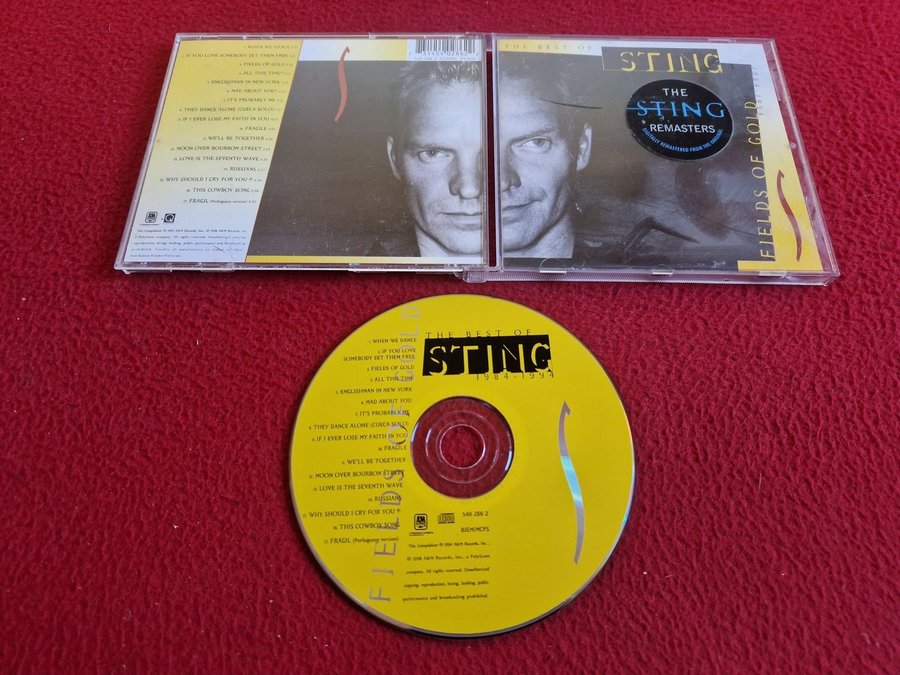 1. WHEN WE DANCE
2. IF YOU LOVE SOMEBODY SET THEM FREE
3. FIELDS OF GOLD
4. ALL THIS TIME
5. ENGLISHMAN IN NEW YORK
6. MAD ABOUT YOU
7. IT'S PROBABLY ME
8. THEY DANCE ALONE (CUECA SOLO)
9. IF I EVER LOSE MY FAITH IN YOU
10. FRAGILE
11. WE'LL BE TOGETHER
12. MOON OVER BOURBON STREET
13. LOVE IS THE SEVENTH WAVE
14. RUSSIANS
15. WHY SHOULD I CRY FOR YOU
16. THIS COWBOY SONG
17. FRAGIL (Portuguese version)
A&M
THE BEST OF
STING
FIELDS OF GOLD
THE
STING
REMASTERS
DIGITALLY REMASTERED FROM THE ORIGINAL
THE BEST OF
STING
1984-1994
FIELDS OF GOLD
1. WHEN WE DANCE
2. IF YOU LOVE
SOMEBODY SET THEM FREE
3. FIELDS OF GOLD
4. ALL THIS TIME
5. ENGLISHMAN IN NEW YORK
6. MAD ABOUT YOU
7. IT'S PROBABLY ME
8. THEY DANCE ALONE (CUECA SOLO)
9. IF I EVER LOSE MY FAITH IN YOU
10. FRAGILE
11. WE'LL BE TOGETHER
12. MOON OVER BOURBON STREET
13. LOVE IS THE SEVENTH WAVE
14. RUSSIANS
15. WHY SHOULD I CRY FOR YOU
16. THIS COWBOY SONG
17. FRAGIL (Portuguese version)
A&M
540 286 2
BIEM/MCPS
This Compilation ℗ 1994 A&M Records, Inc.,
© 1998 A&M Records, Inc., a PolyGram
company. All rights reserved. Unauthorised
copying, reproduction, hiring, lending, public
performance and broadcasting prohibited.